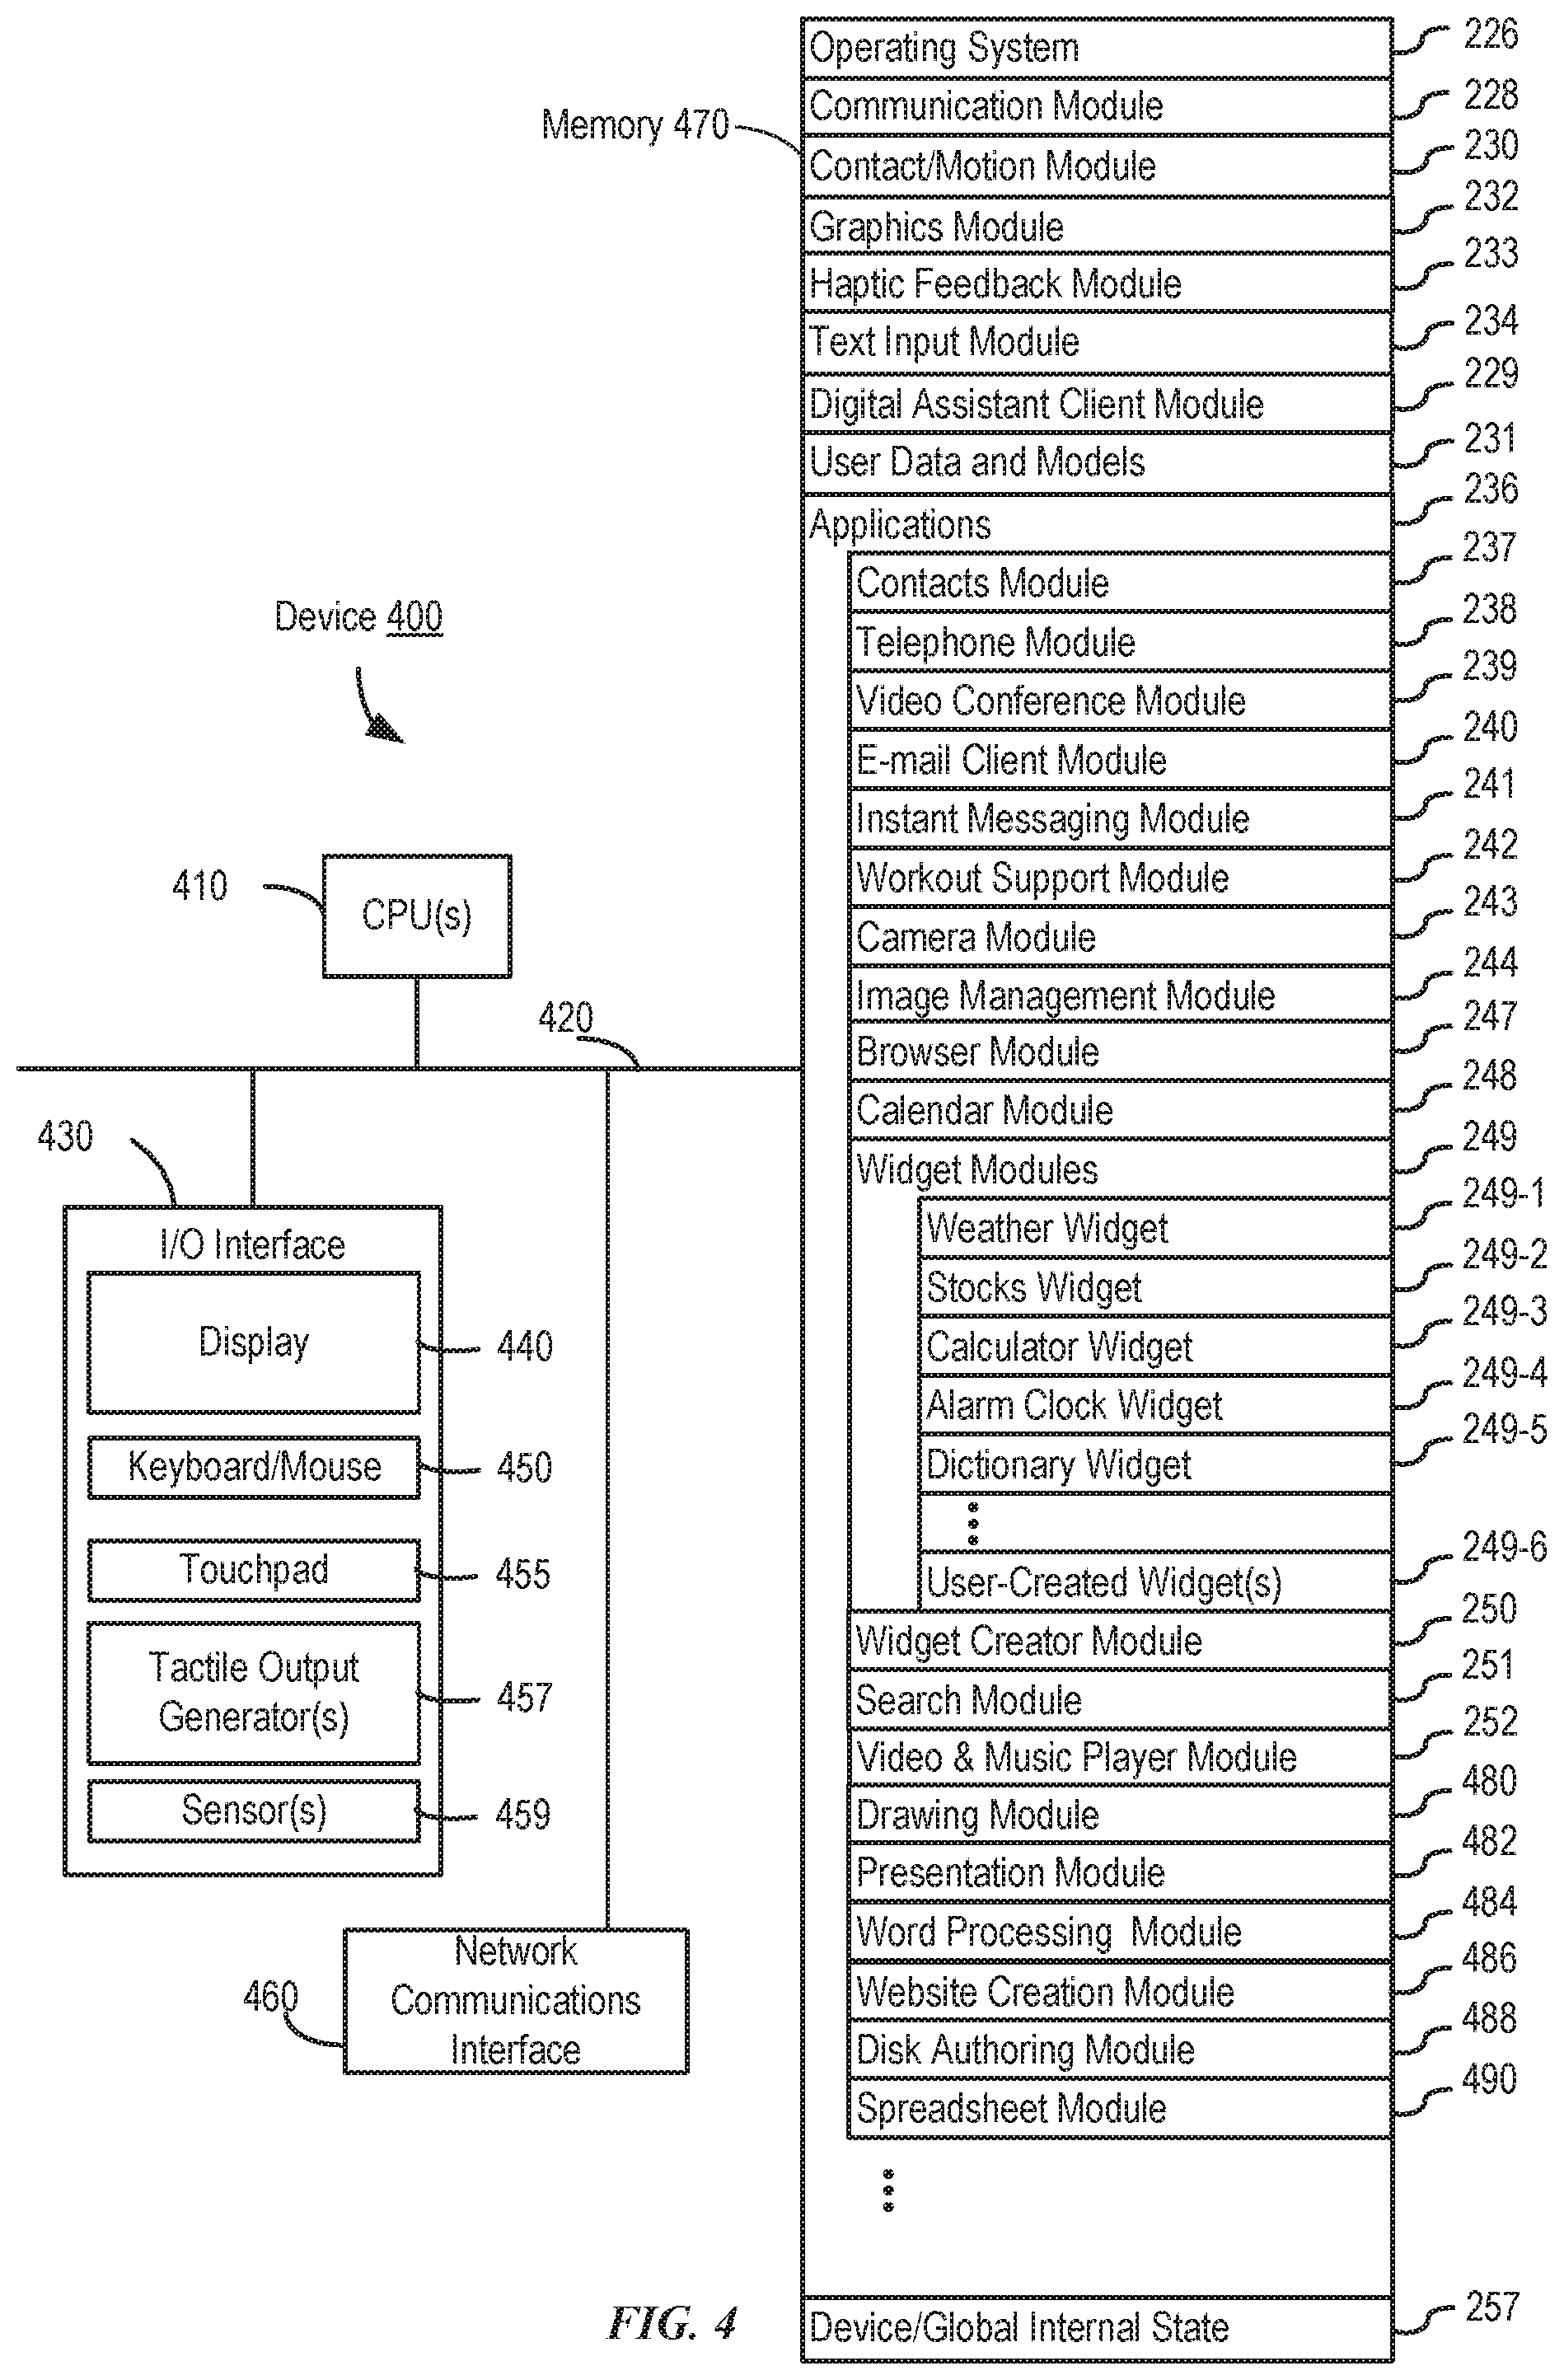 Operating System 226
Communication Module 228
Memory 470
Contact/Motion Module 230
Graphics Module 232
Haptic Feedback Module 233
Text Input Module 234
Digital Assistant Client Module 229
User Data and Models 231
Applications 236
Contacts Module 237
Telephone Module 238
Video Conference Module 239
E-mail Client Module 240
Instant Messaging Module 241
Workout Support Module 242
Camera Module 243
Image Management Module 244
Browser Module 247
Calendar Module 248
Widget Modules 249
Weather Widget 249-1
Stocks Widget 249-2
Calculator Widget 249-3
Alarm Clock Widget 249-4
Dictionary Widget 249-5
User-Created Widget(s) 249-6
Widget Creator Module 250
Search Module 251
Video & Music Player Module 252
Drawing Module 480
Presentation Module 482
Word Processing Module 484
Website Creation Module 486
Disk Authoring Module 488
Spreadsheet Module 490
Device/Global Internal State 257
Device 400
410
CPU(s)
420
430
I/O Interface
Display 440
Keyboard/Mouse 450
Touchpad 455
Tactile Output
Generator(s) 457
Sensor(s) 459
460
Network
Communications
Interface
FIG. 4